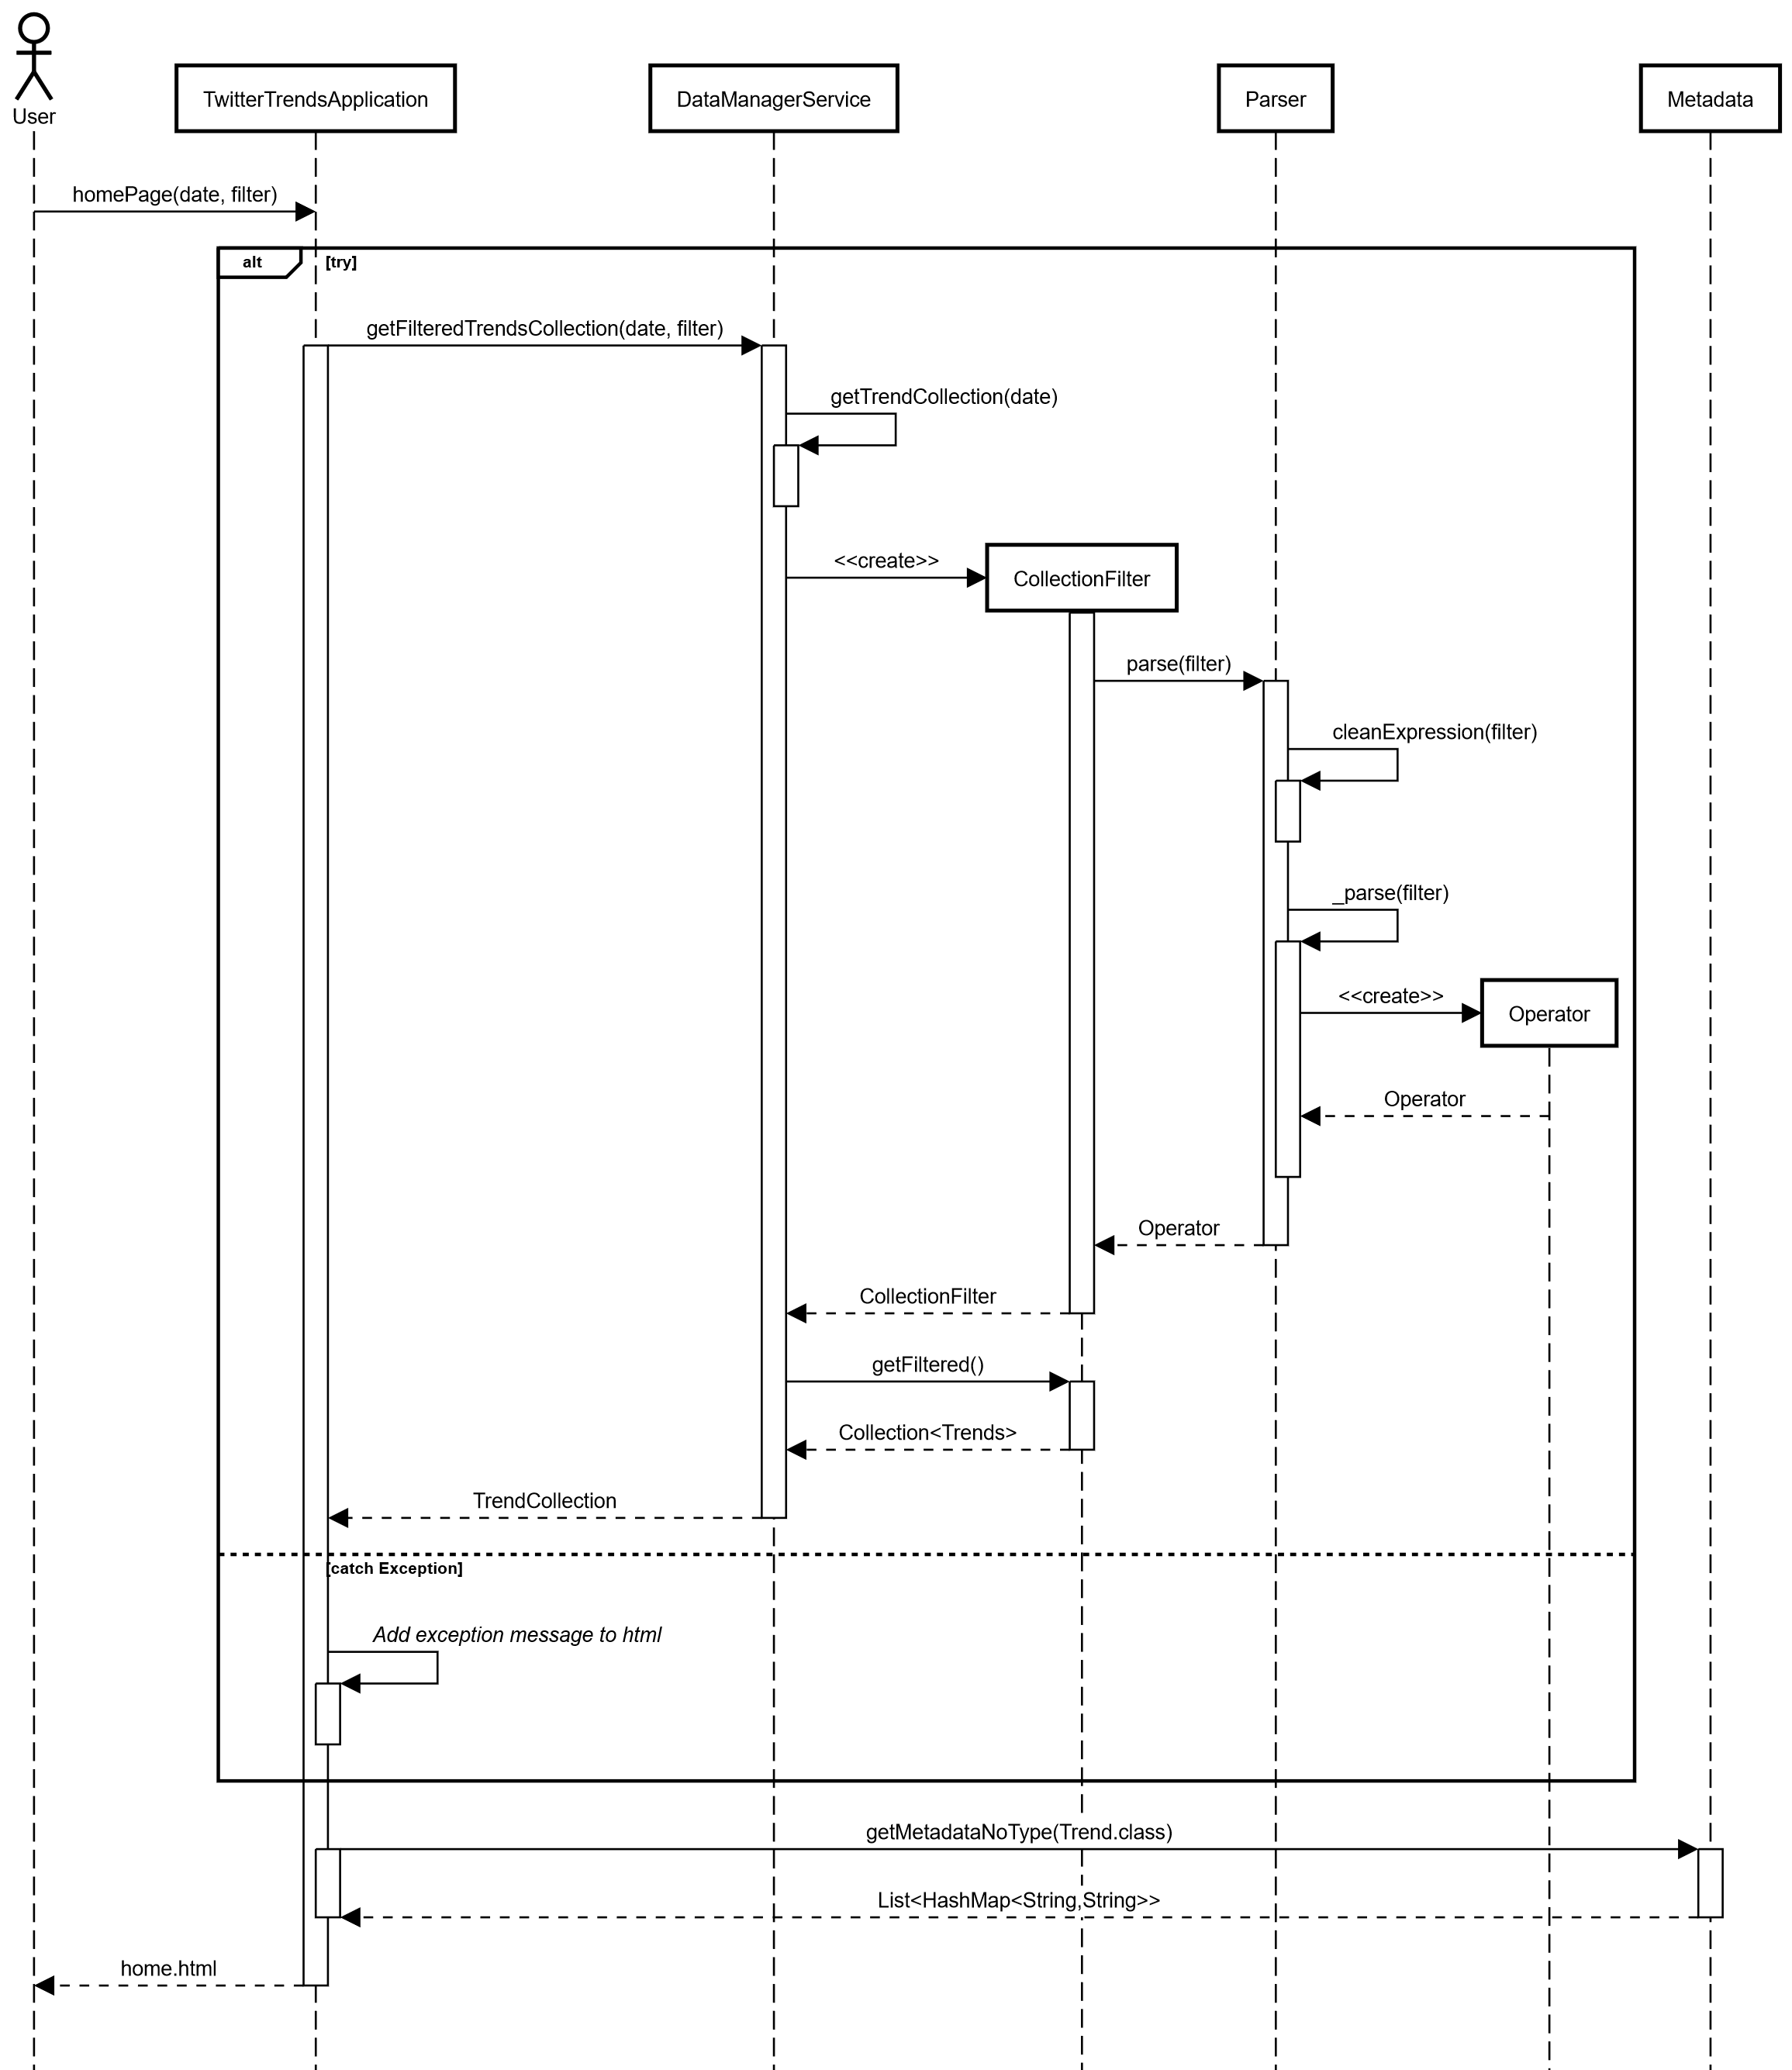 User
TwitterTrendsApplication
DataManagerService
Parser
Metadada
homePage(date, filter)
alt
[try]
getFilteredTrendsCollection(date, filter)
getTrendCollection(date)
<<create>>
CollectionFilter
parse(filter)
cleanExpression(filter)
_parse(filter)
<<create>>
Operator
Operator
Operator
CollectionFilter
getFiltered()
Collection<Trends>
TrendCollection
[catch Exception]
Add exception message to html
getMetadataNoType(Trend.class)
List<HashMap<String,String>>
home.html